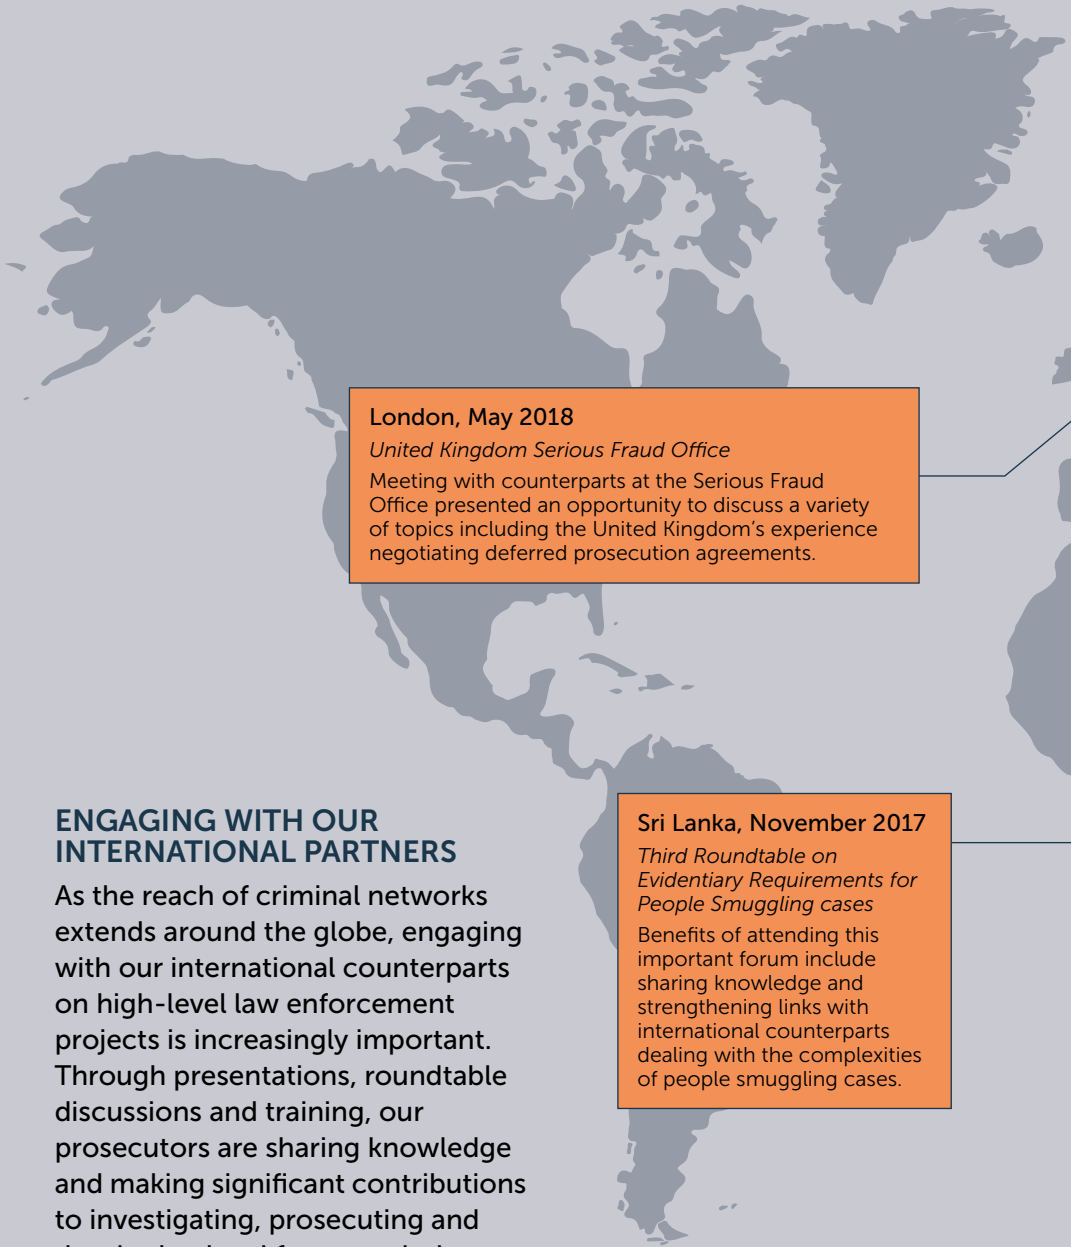 London, May 2018
United Kingdom Serious Fraud Office
Meeting with counterparts at the Serious Fraud
Office presented an opportunity to discuss a variety
of topics including the United Kingdom’s experience
negotiating deferred prosecution agreements.
ENGAGING WITH OUR
INTERNATIONAL PARTNERS
As the reach of criminal networks
extends around the globe, engaging
with our international counterparts
on high-level law enforcement
projects is increasingly important.
Through presentations, roundtable
discussions and training, our
prosecutors are sharing knowledge
and making significant contributions
to investigating, prosecuting and
Sri Lanka, November 2017
Third Roundtable on
Evidentiary Requirements for
People Smuggling cases
Benefits of attending this
important forum include
sharing knowledge and
strengthening links with
international counterparts
dealing with the complexities
of people smuggling cases.